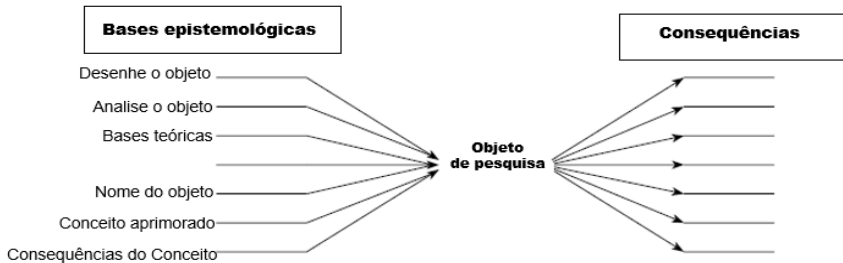 Bases epistemológicas
Consequências
Desenhe o objeto
Analise o objeto
Bases teóricas
Objeto
de pesquisa
Nome do objeto
Conceito aprimorado
Consequências do Conceito